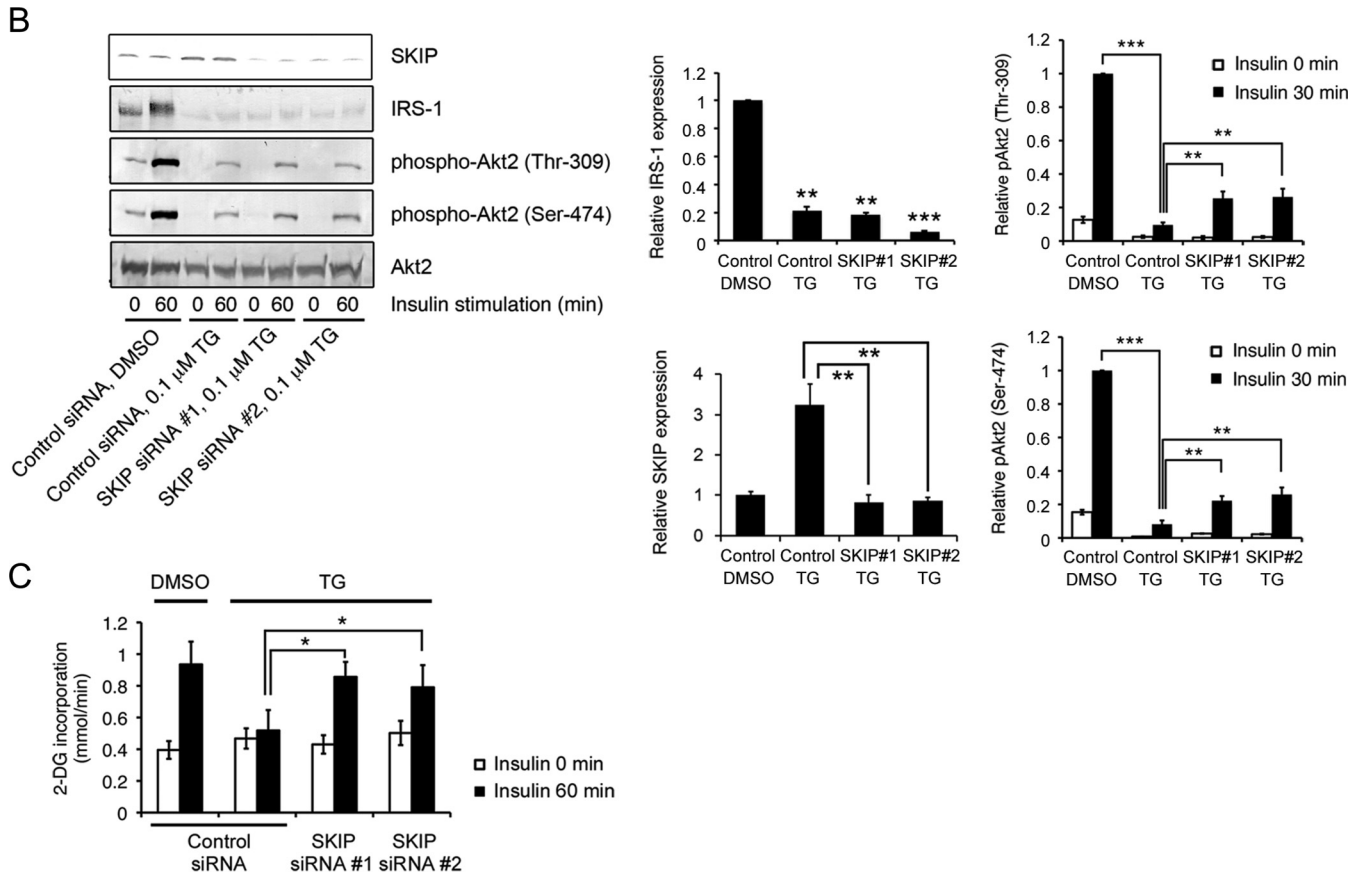 B
SKIP
IRS-1
phospho-Akt2 (Thr-309)
phospho-Akt2 (Ser-474)
Akt2
0 60 0 60 0 60 0 60 Insulin stimulation (min)
Control siRNA, DMSO
Control siRNA, 0.1 μM TG
SKIP siRNA #1, 0.1 μM TG
SKIP siRNA #2, 0.1 μM TG
Relative IRS-1 expression
1.2
1
0.8
0.6
0.4
0.2
0
**
**
***
Control DMSO
Control TG
SKIP#1 TG
SKIP#2 TG
Relative pAkt2 (Thr-309)
1.2
1
0.8
0.6
0.4
0.2
0
***
**
**
Insulin 0 min
Insulin 30 min
Control DMSO
Control TG
SKIP#1 TG
SKIP#2 TG
Relative SKIP expression
4
3
2
1
0
**
**
Control DMSO
Control TG
SKIP#1 TG
SKIP#2 TG
Relative pAkt2 (Ser-474)
1.2
1
0.8
0.6
0.4
0.2
0
***
**
**
Insulin 0 min
Insulin 30 min
Control DMSO
Control TG
SKIP#1 TG
SKIP#2 TG
C
DMSO
TG
2-DG incorporation
(mmol/min)
1.2
1
0.8
0.6
0.4
0.2
0
*
*
Insulin 0 min
Insulin 60 min
Control siRNA
SKIP siRNA #1
SKIP siRNA #2